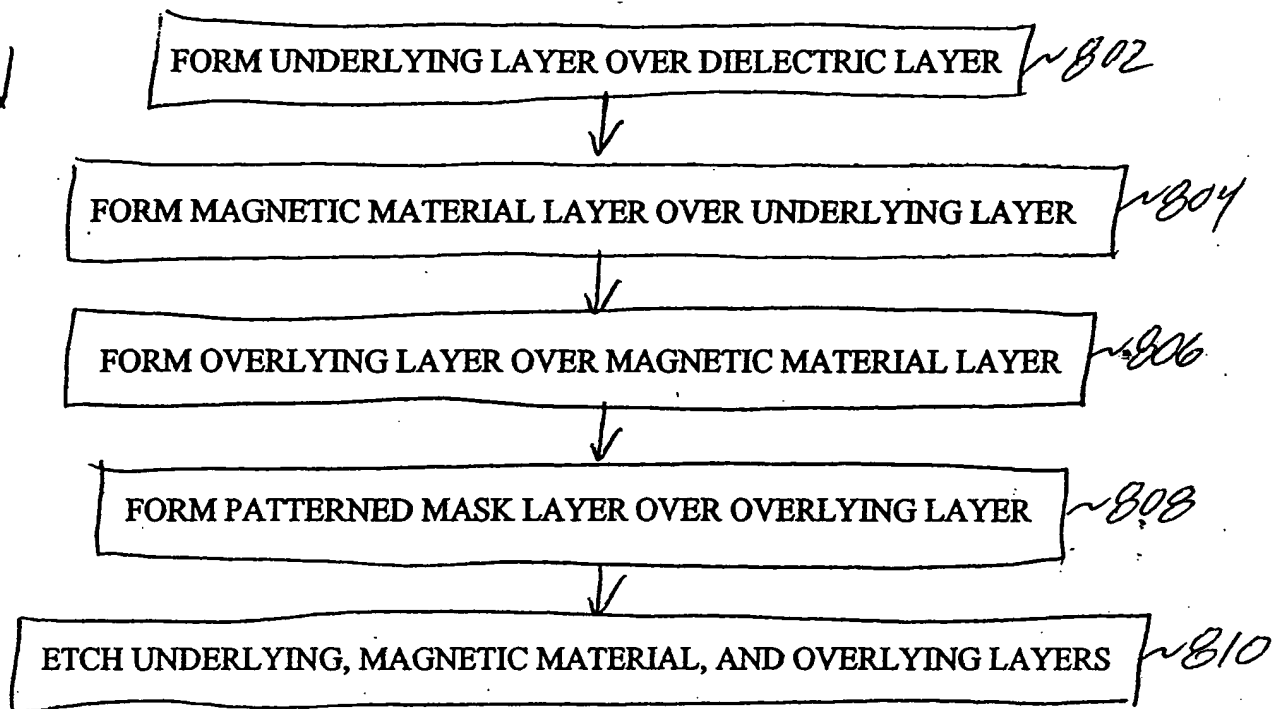 FORM UNDERLYING LAYER OVER DIELECTRIC LAYER 802
FORM MAGNETIC MATERIAL LAYER OVER UNDERLYING LAYER 804
FORM OVERLYING LAYER OVER MAGNETIC MATERIAL LAYER 806
FORM PATTERNED MASK LAYER OVER OVERLYING LAYER 808
ETCH UNDERLYING, MAGNETIC MATERIAL, AND OVERLYING LAYERS 810